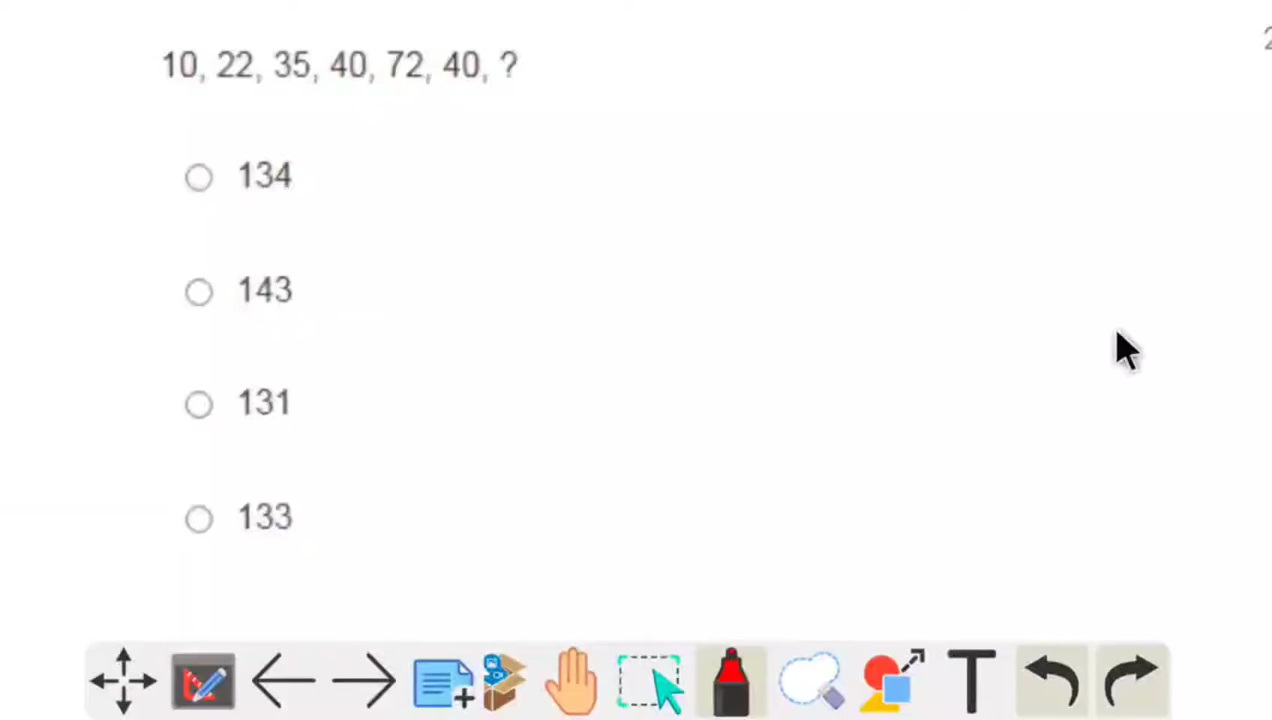 10, 22, 35, 40, 72, 40, ?
134
143
131
133